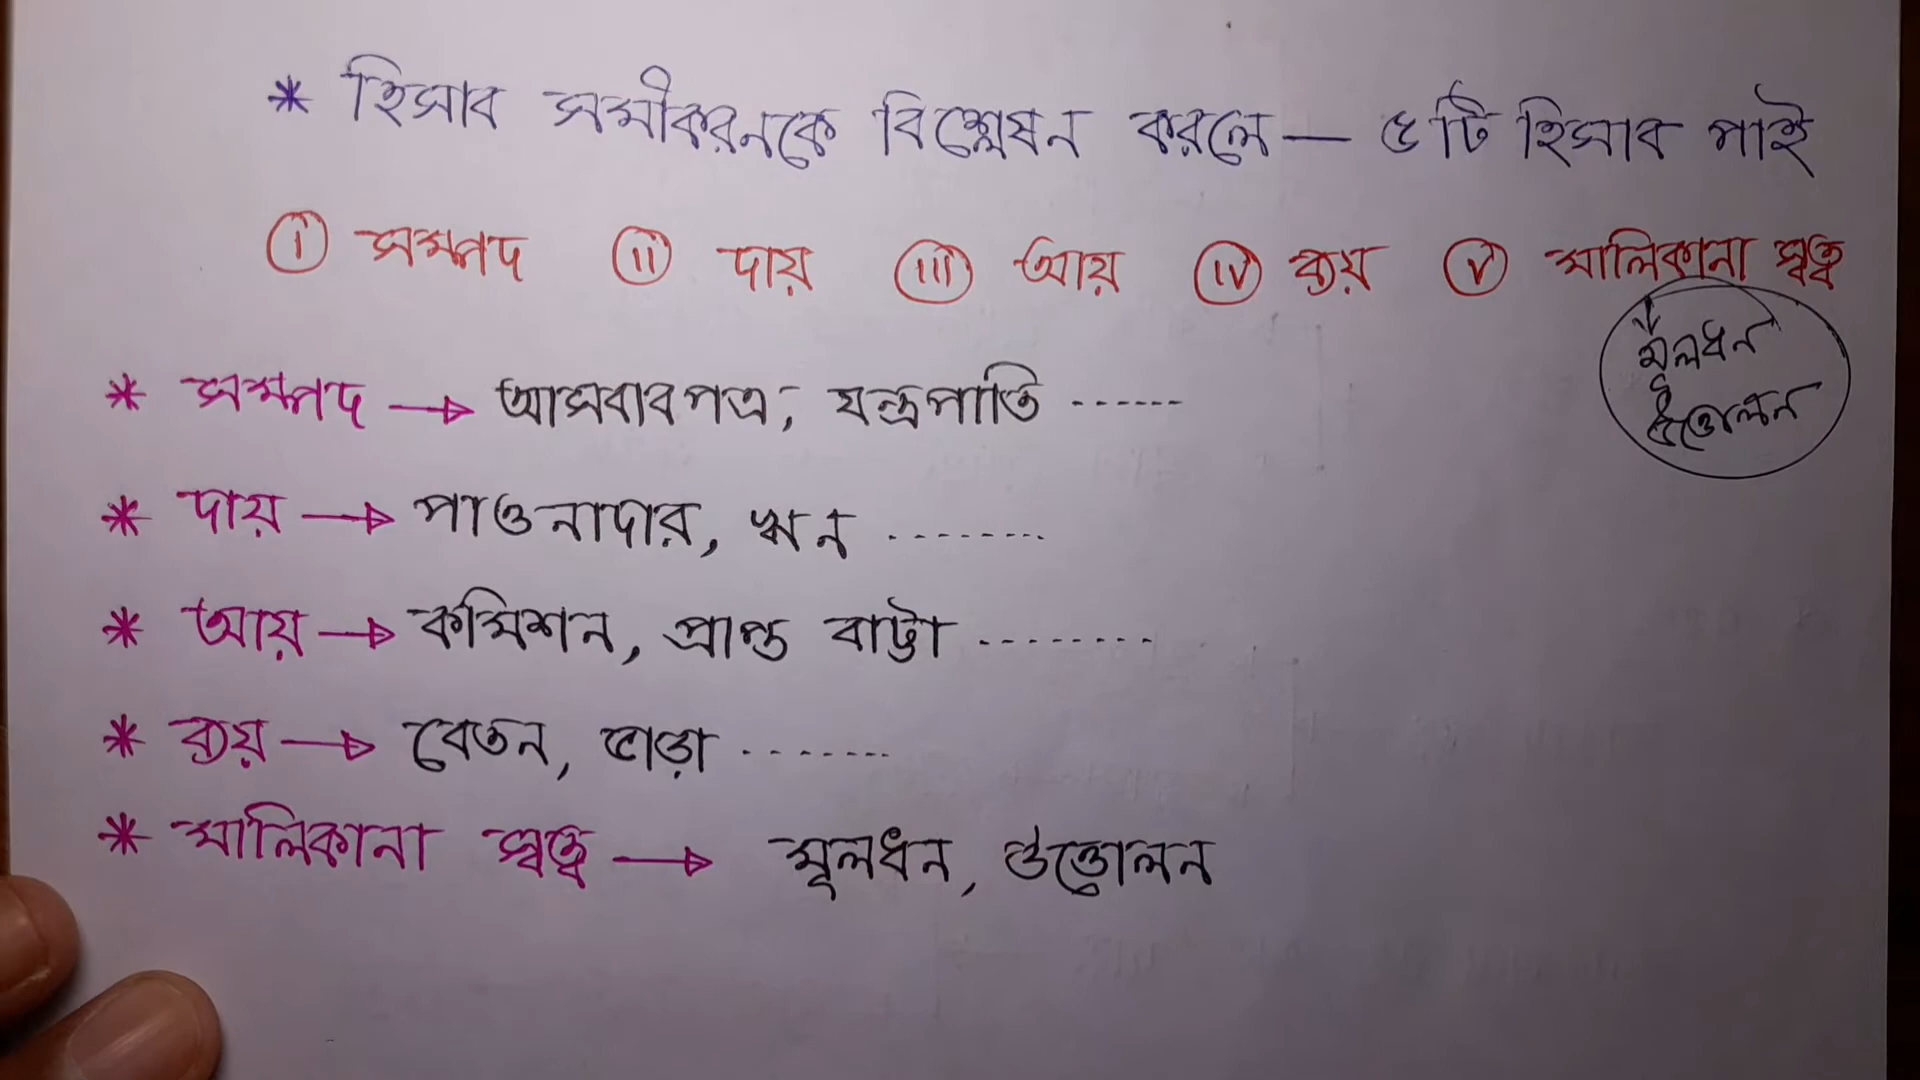 * হিসাব সমীকরনকে বিশ্লেষন করলে — ৫টি হিসাব পাই
(i) সম্পদ (ii) দায় (iii) আয় (iv) ব্যয় (v) মালিকানা স্বত্ব
মূলধন
উত্তোলন
* সম্পদ → আসবাবপত্র, যন্ত্রপাতি ------
* দায় → পাওনাদার, ঋন --------
* আয় → কমিশন, প্রাপ্ত বাট্টা --------
* ব্যয় → বেতন, ভাড়া -------
* মালিকানা স্বত্ত্ব → মূলধন, উত্তোলন